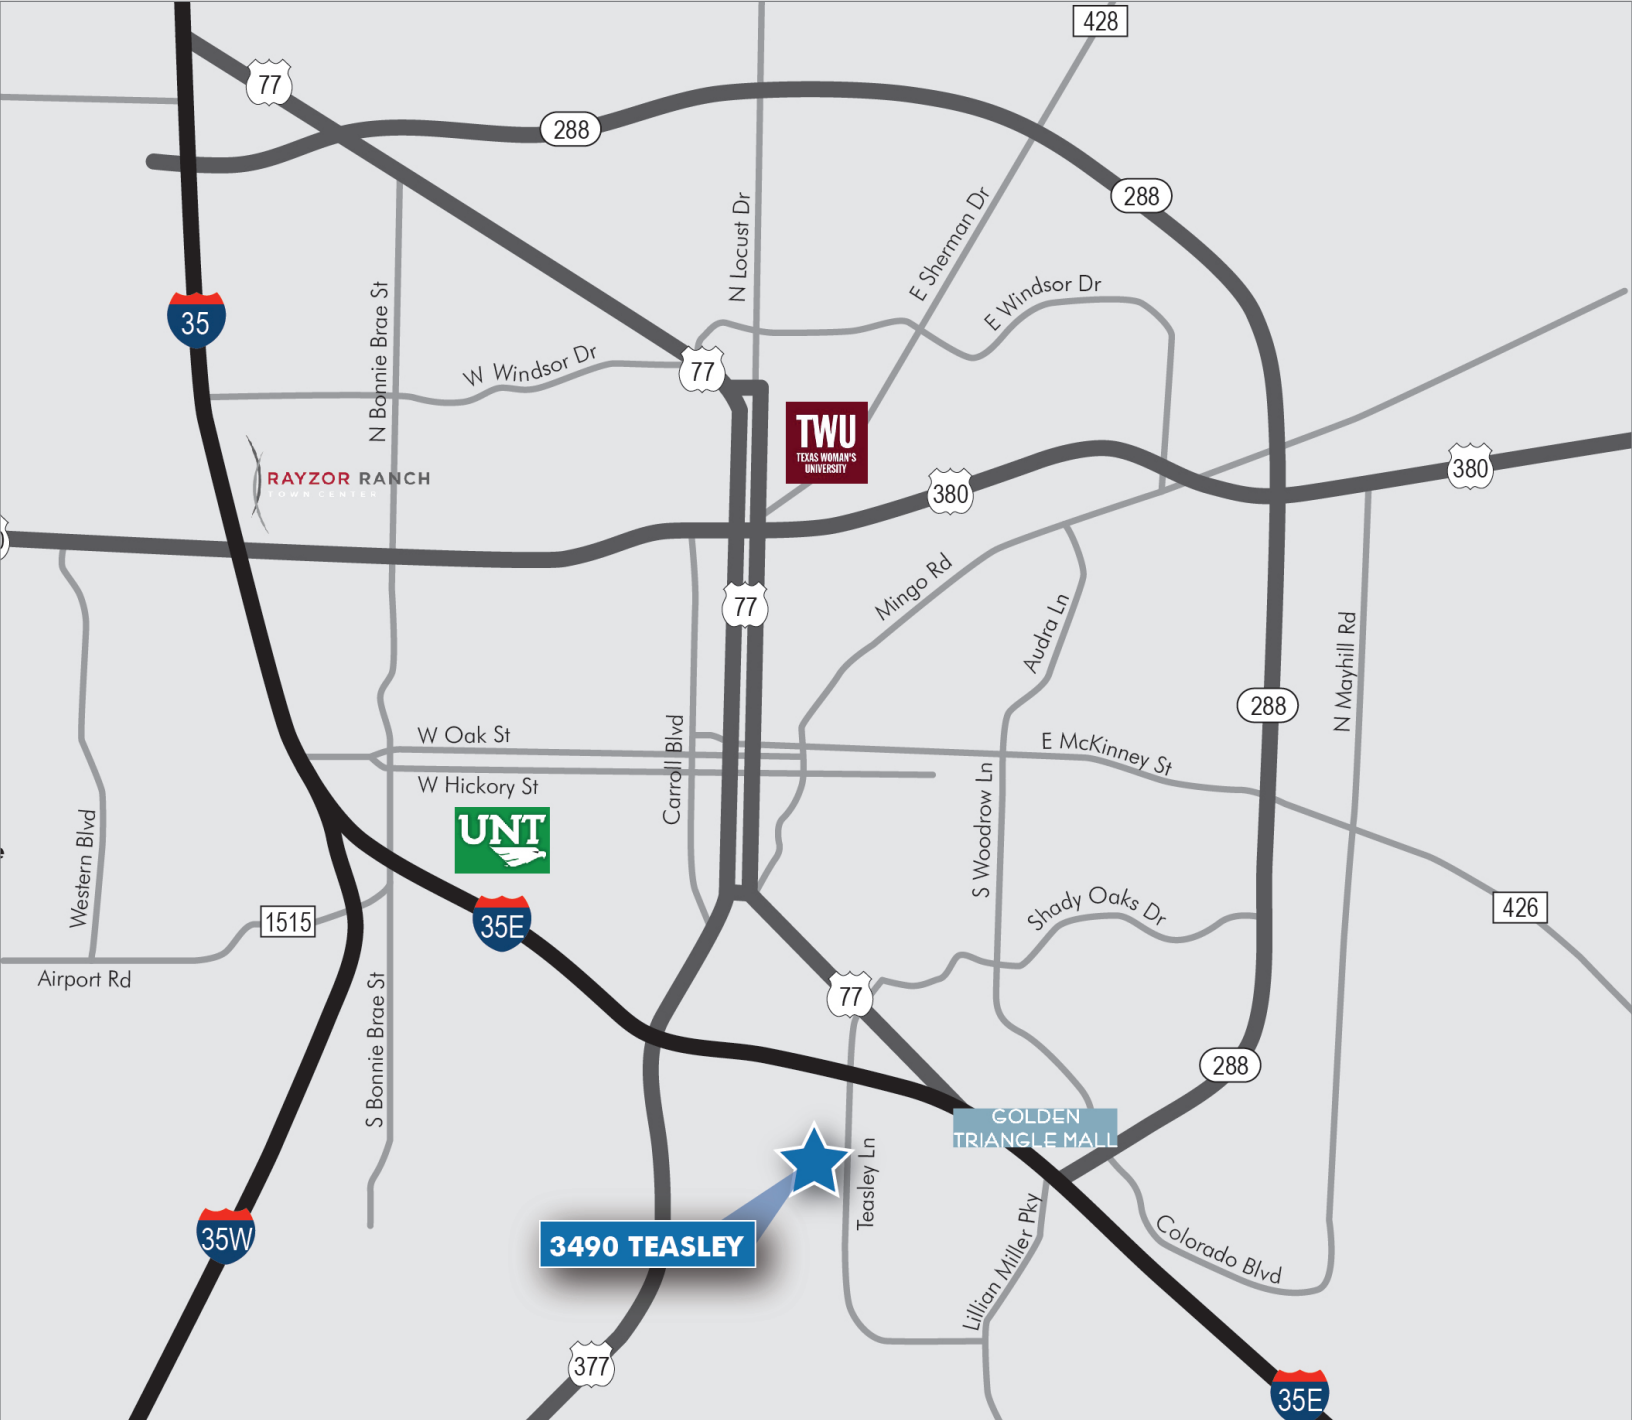 428
77
288
288
N Locust Dr
E Sherman Dr
E Windsor Dr
N Bonnie Brae St
35
W Windsor Dr
77
TWU
TEXAS WOMAN'S
UNIVERSITY
RAYZOR RANCH
TOWN CENTER
380
380
Mingo Rd
77
Audra Ln
N Mayhill Rd
288
W Oak St
E McKinney St
Carroll Blvd
W Hickory St
S Woodrow Ln
UNT
Western Blvd
1515
35E
Shady Oaks Dr
426
Airport Rd
77
S Bonnie Brae St
288
GOLDEN
TRIANGLE MALL
Teasley Ln
35W
3490 TEASLEY
Lillian Miller Pky
Colorado Blvd
377
35E